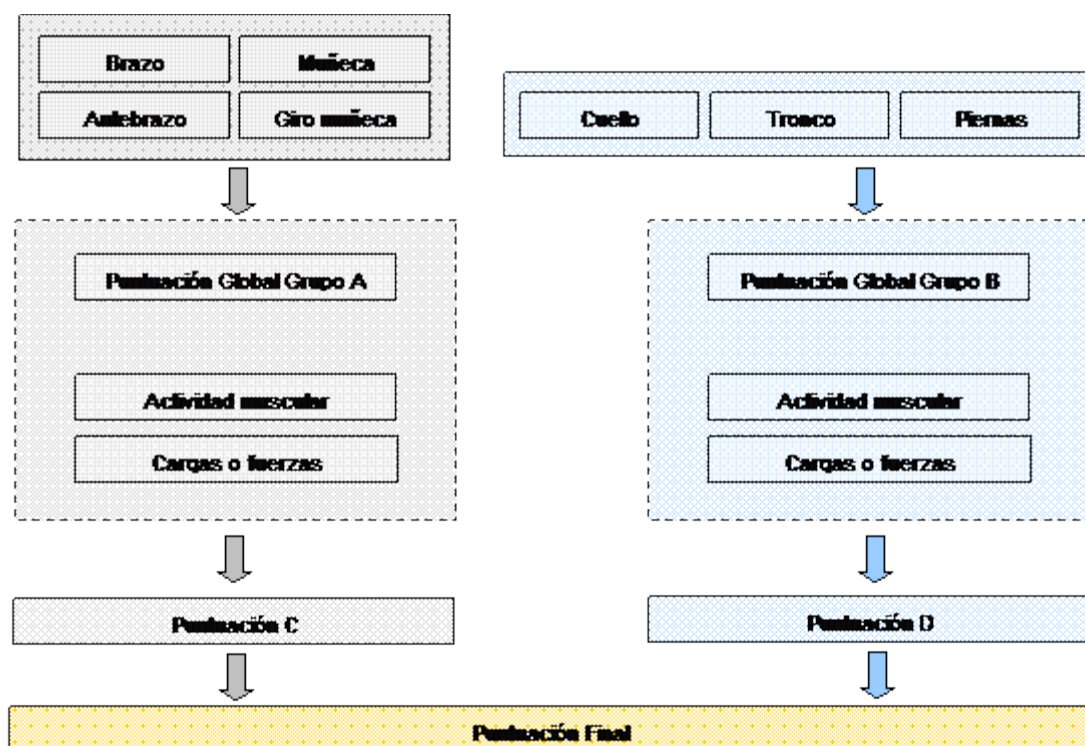 Brazo
Muñeca
Antebrazo
Giro muñeca
Cuello
Tronco
Piernas
Puntuación Global Grupo A
Puntuación Global Grupo B
Actividad muscular
Actividad muscular
Cargas o fuerzas
Cargas o fuerzas
Puntuación C
Puntuación D
Puntuación Final